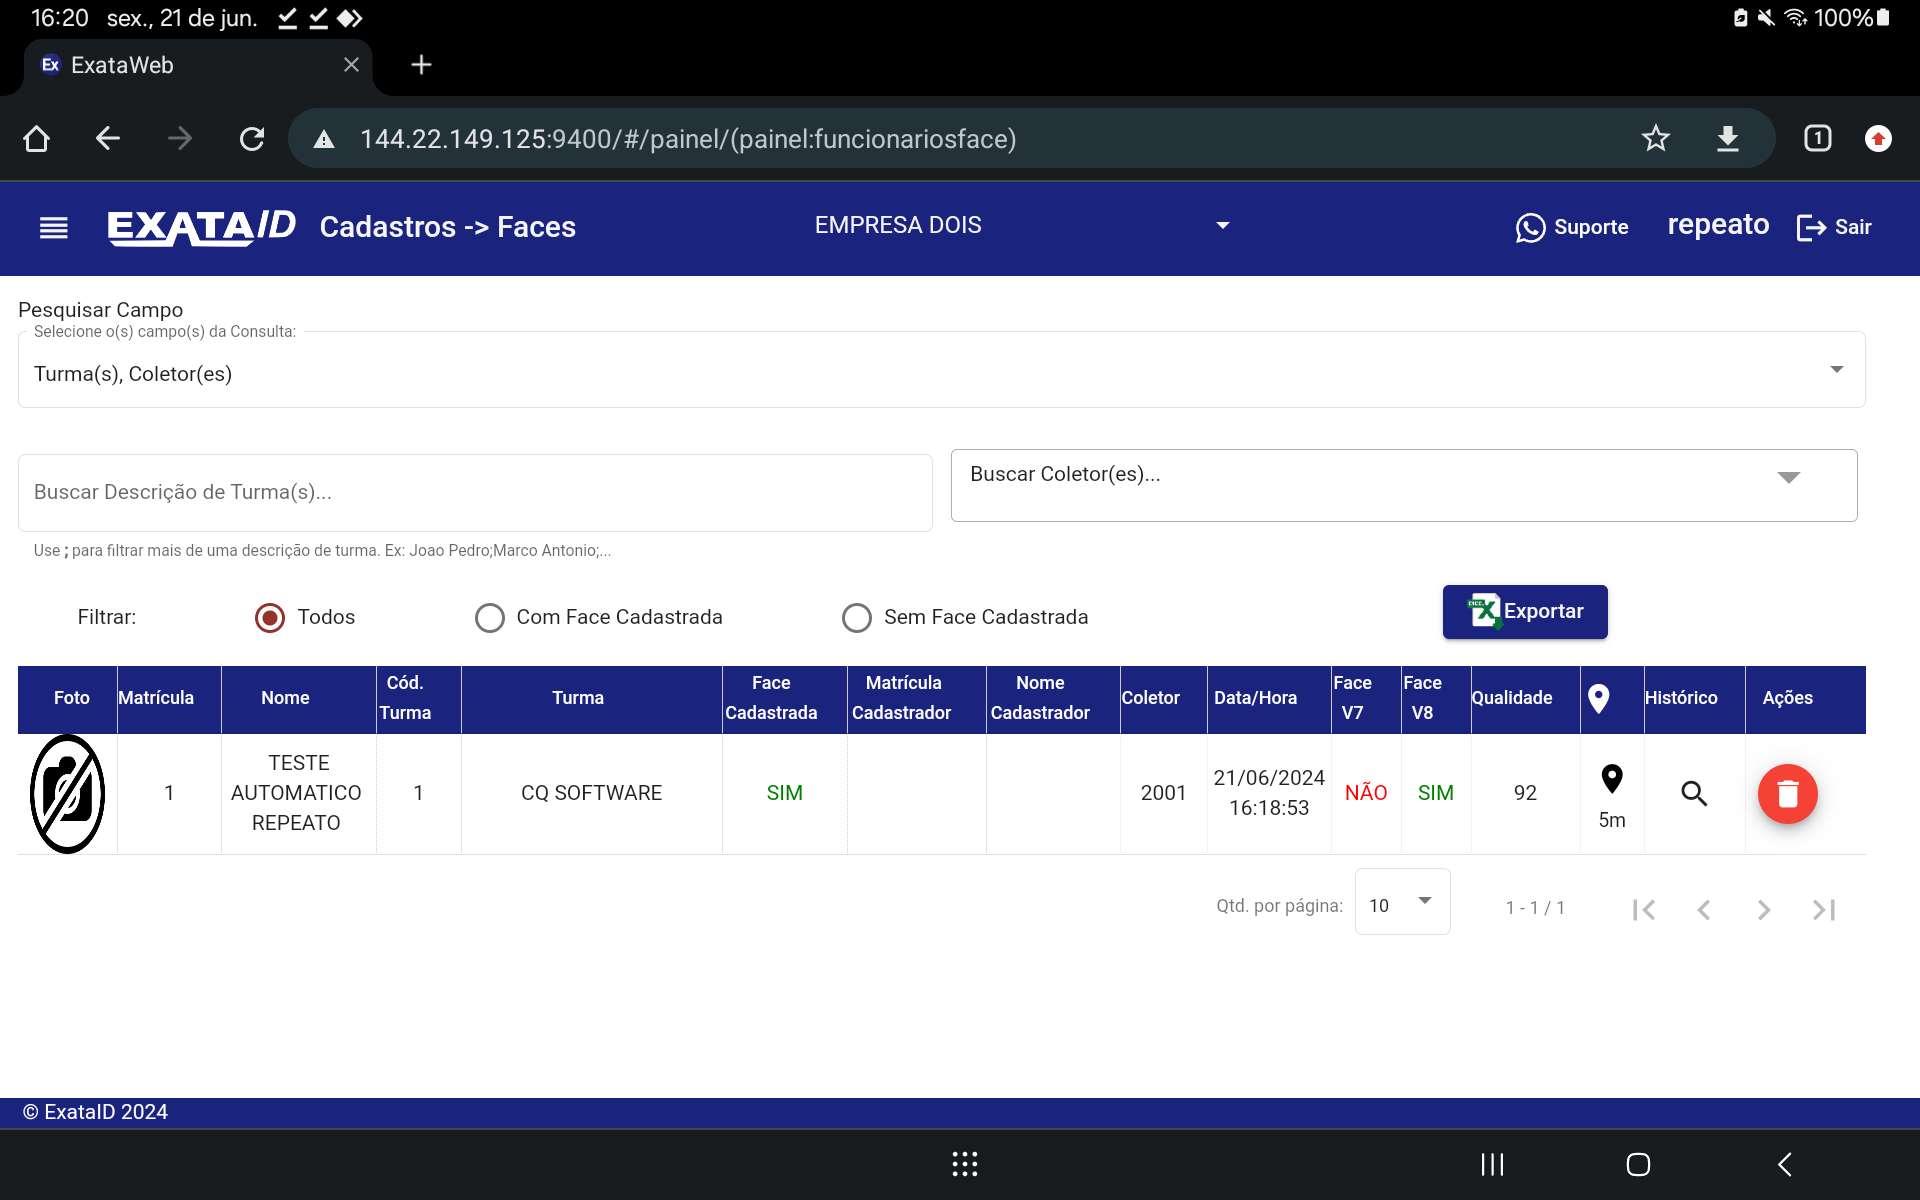 16:20 sex., 21 de jun. 100%
Ex ExataWeb
144.22.149.125:9400/#/painel/(painel:funcionariosface) 1
EXATA/ID Cadastros -> Faces EMPRESA DOIS Suporte repeato Sair
Pesquisar Campo
Selecione o(s) campo(s) da Consulta:
Turma(s), Coletor(es)
Buscar Descrição de Turma(s)... Buscar Coletor(es)...
Use ; para filtrar mais de uma descrição de turma. Ex: Joao Pedro;Marco Antonio;...
Filtrar: Todos Com Face Cadastrada Sem Face Cadastrada Exportar
Foto Matrícula Nome Cód. Turma Turma Face Cadastrada Matrícula Cadastrador Nome Cadastrador Coletor Data/Hora Face V7 Face V8 Qualidade Histórico Ações
1 TESTE AUTOMATICO REPEATO 1 CQ SOFTWARE SIM 2001 21/06/2024 16:18:53 NÃO SIM 92 5m
Qtd. por página: 10 1 - 1 / 1
© ExataID 2024